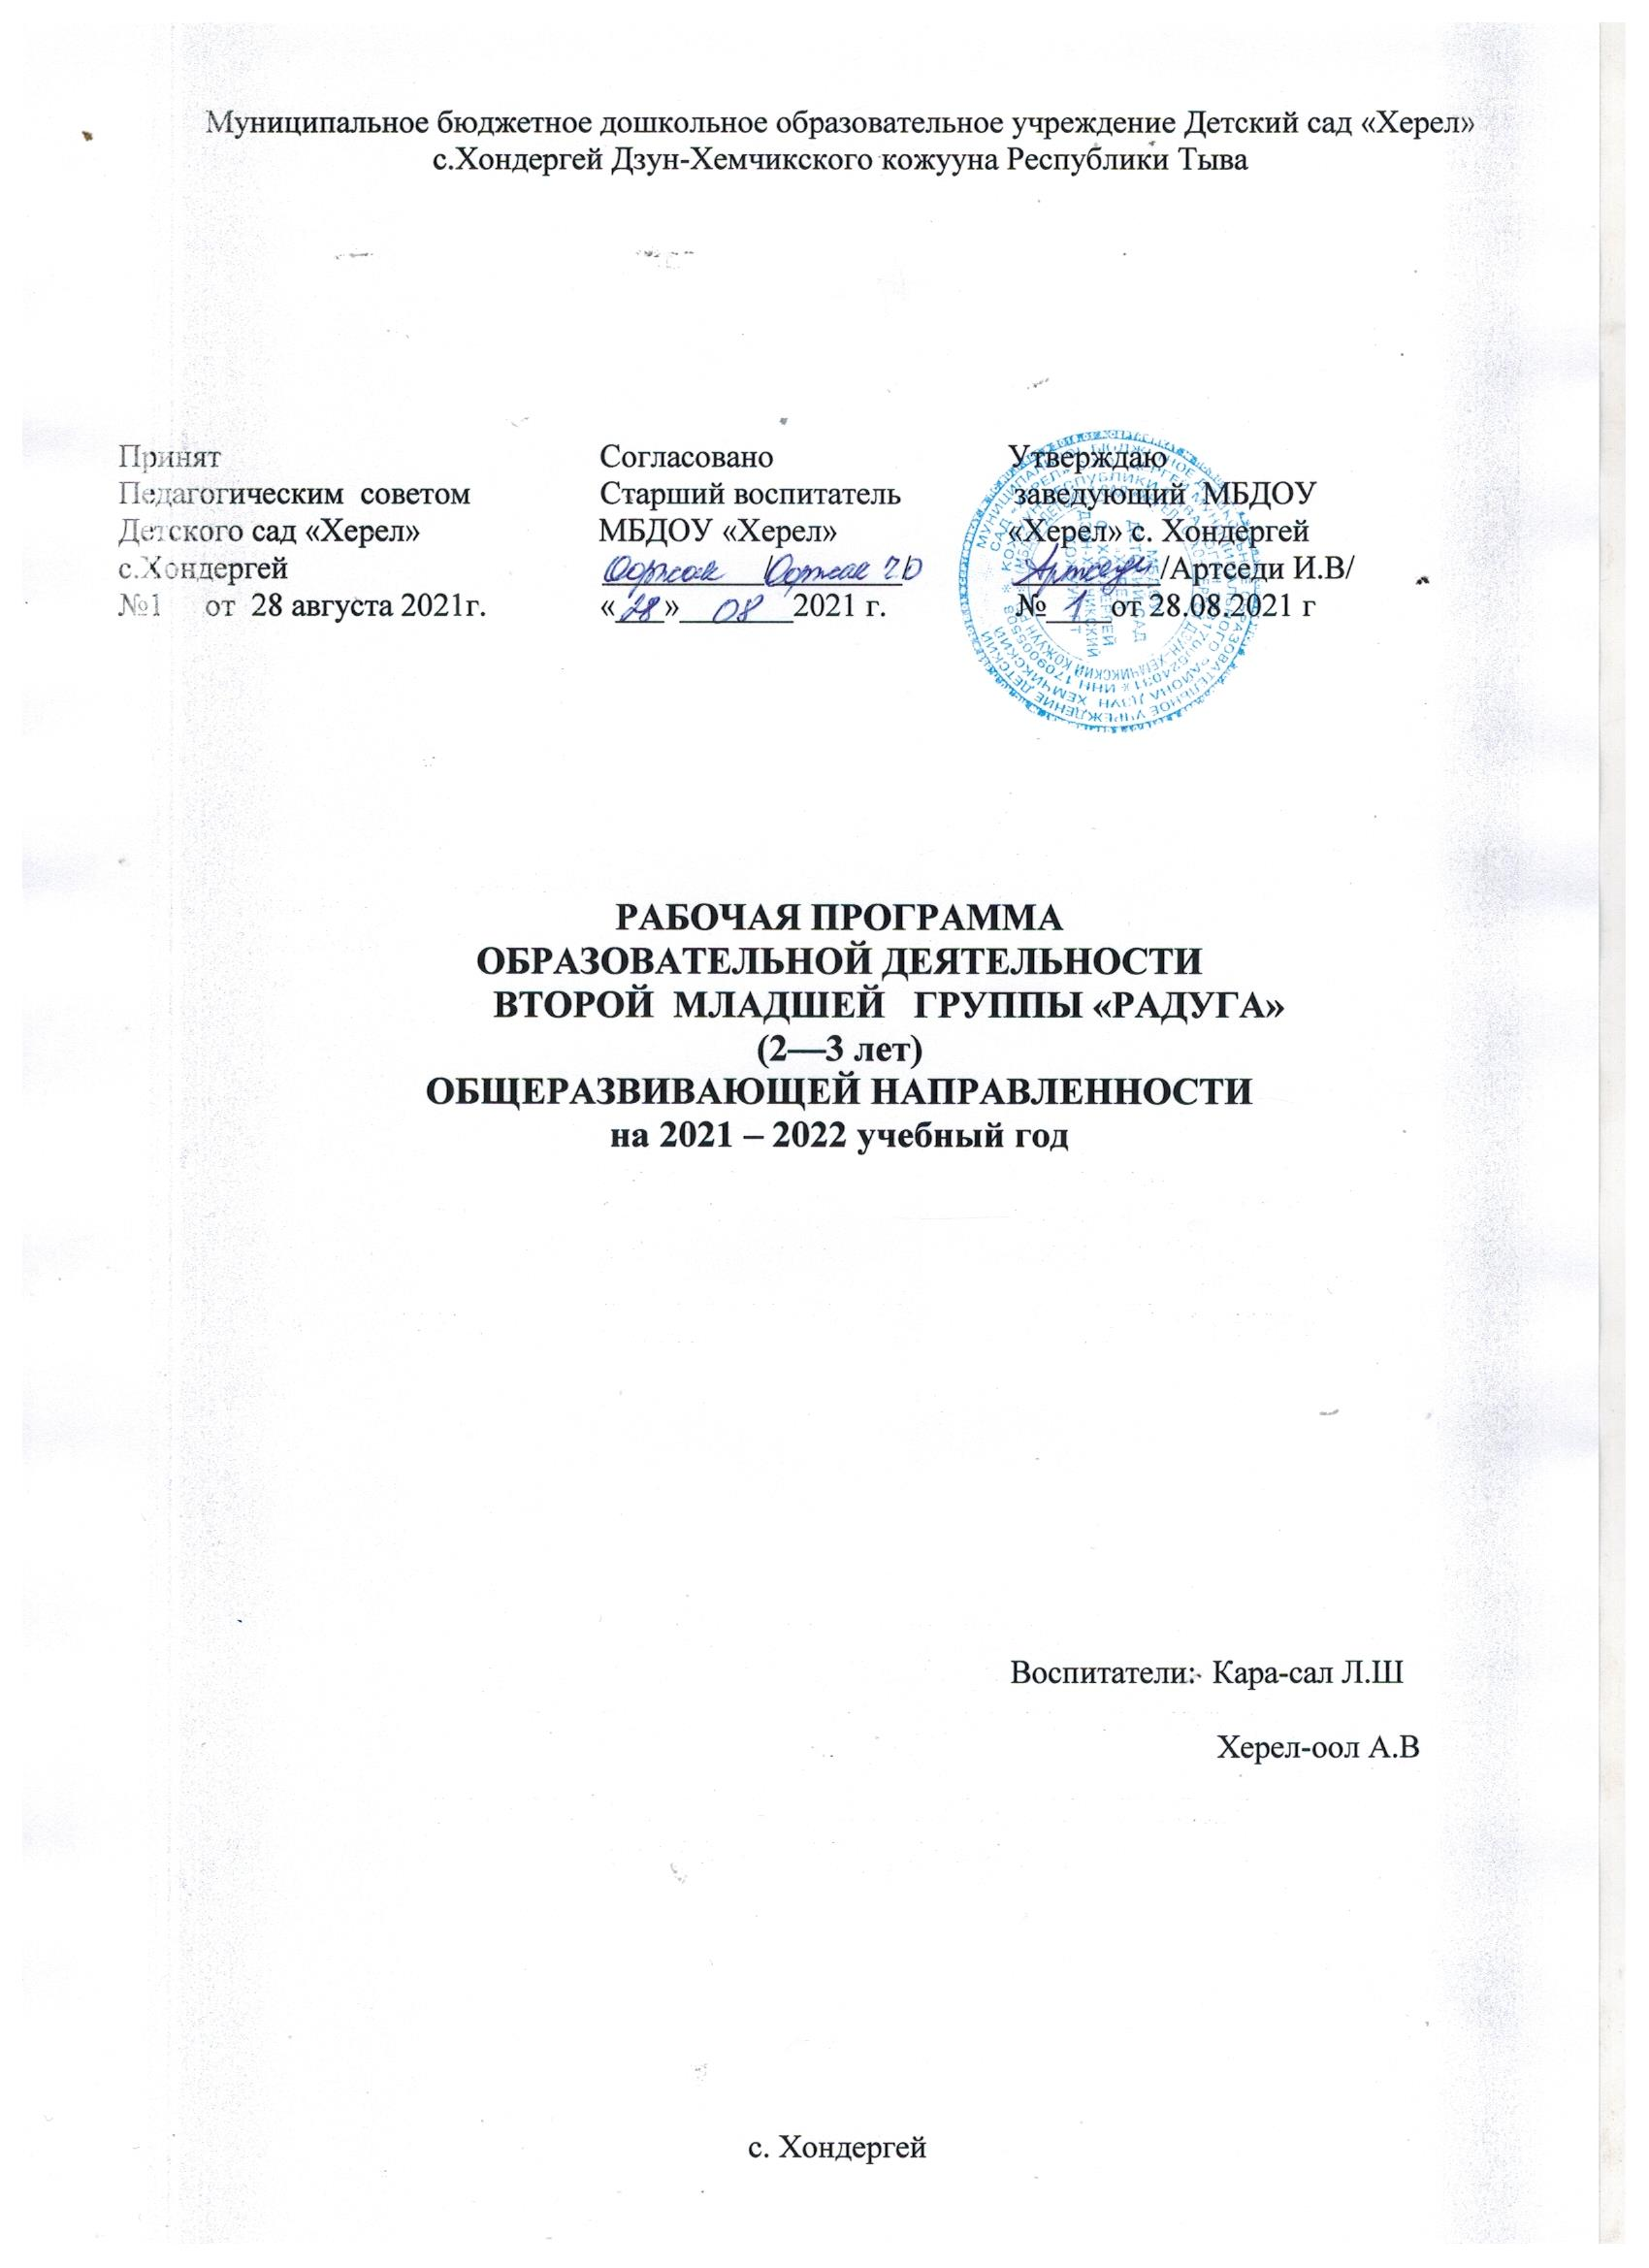 Муниципальное бюджетное дошкольное образовательное учреждение Детский сад «Херел»
с.Хондергей Дзун-Хемчикского кожууна Республики Тыва
Принят
Педагогическим советом
Детского сад «Херел»
с.Хондергей
№1 от 28 августа 2021г.
Согласовано
Старший воспитатель
МБДОУ «Херел»
Ооржак /Ооржак Ч.О
«28» 08 2021 г.
Утверждаю
заведующий МБДОУ
«Херел» с. Хондергей
Артседи /Артседи И.В/
№ 1 от 28.08.2021 г
РАБОЧАЯ ПРОГРАММА
ОБРАЗОВАТЕЛЬНОЙ ДЕЯТЕЛЬНОСТИ
ВТОРОЙ МЛАДШЕЙ ГРУППЫ «РАДУГА»
(2—3 лет)
ОБЩЕРАЗВИВАЮЩЕЙ НАПРАВЛЕННОСТИ
на 2021 – 2022 учебный год
Воспитатели: Кара-сал Л.Ш
Херел-оол А.В
с. Хондергей